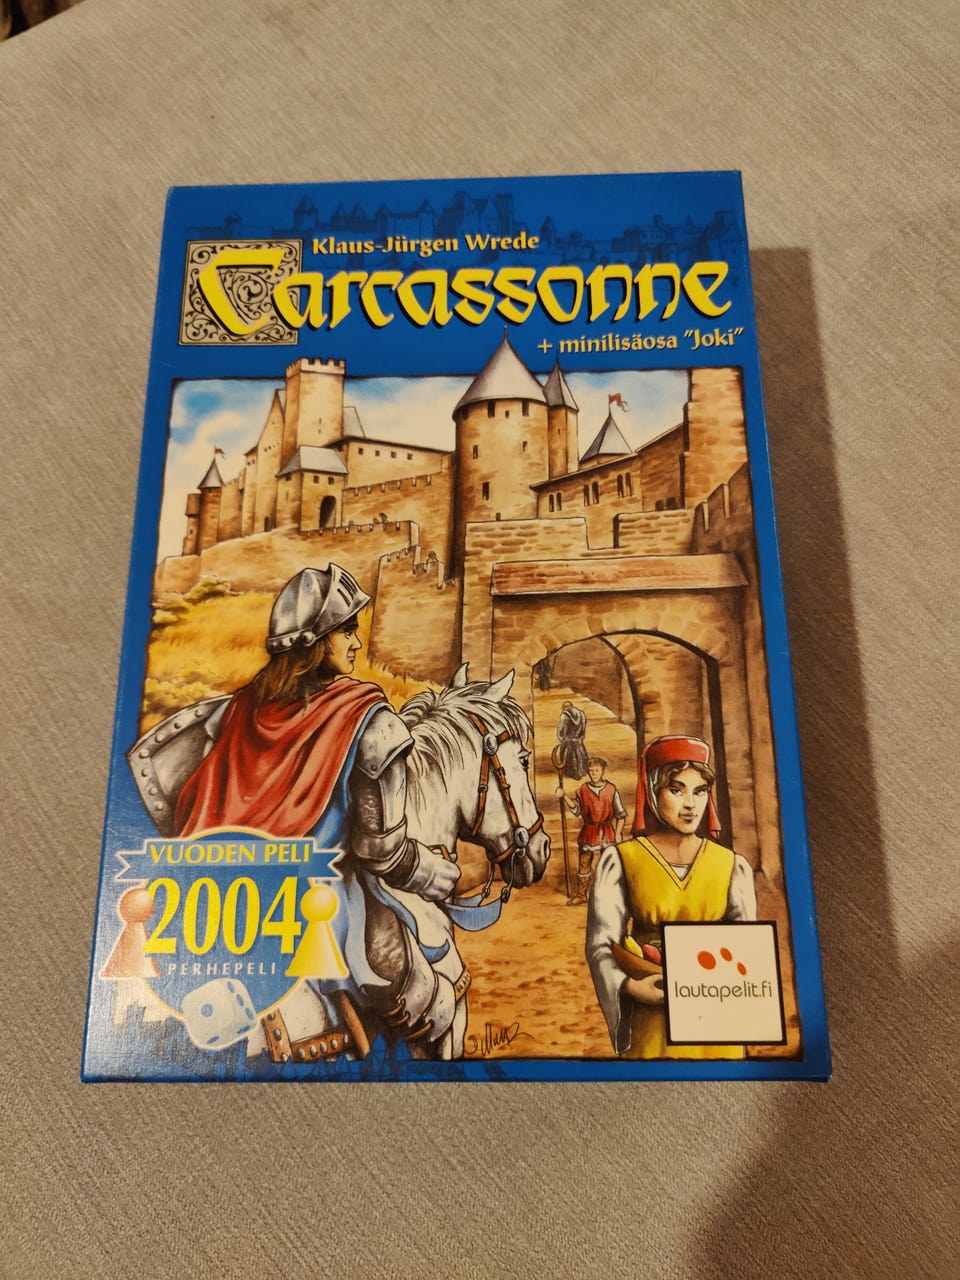 Klaus-Jürgen Wrede
Carcassonne
+ minilisäosa "Joki"
VUODEN PELI
2004
PERHEPELI
lautapelit.fi